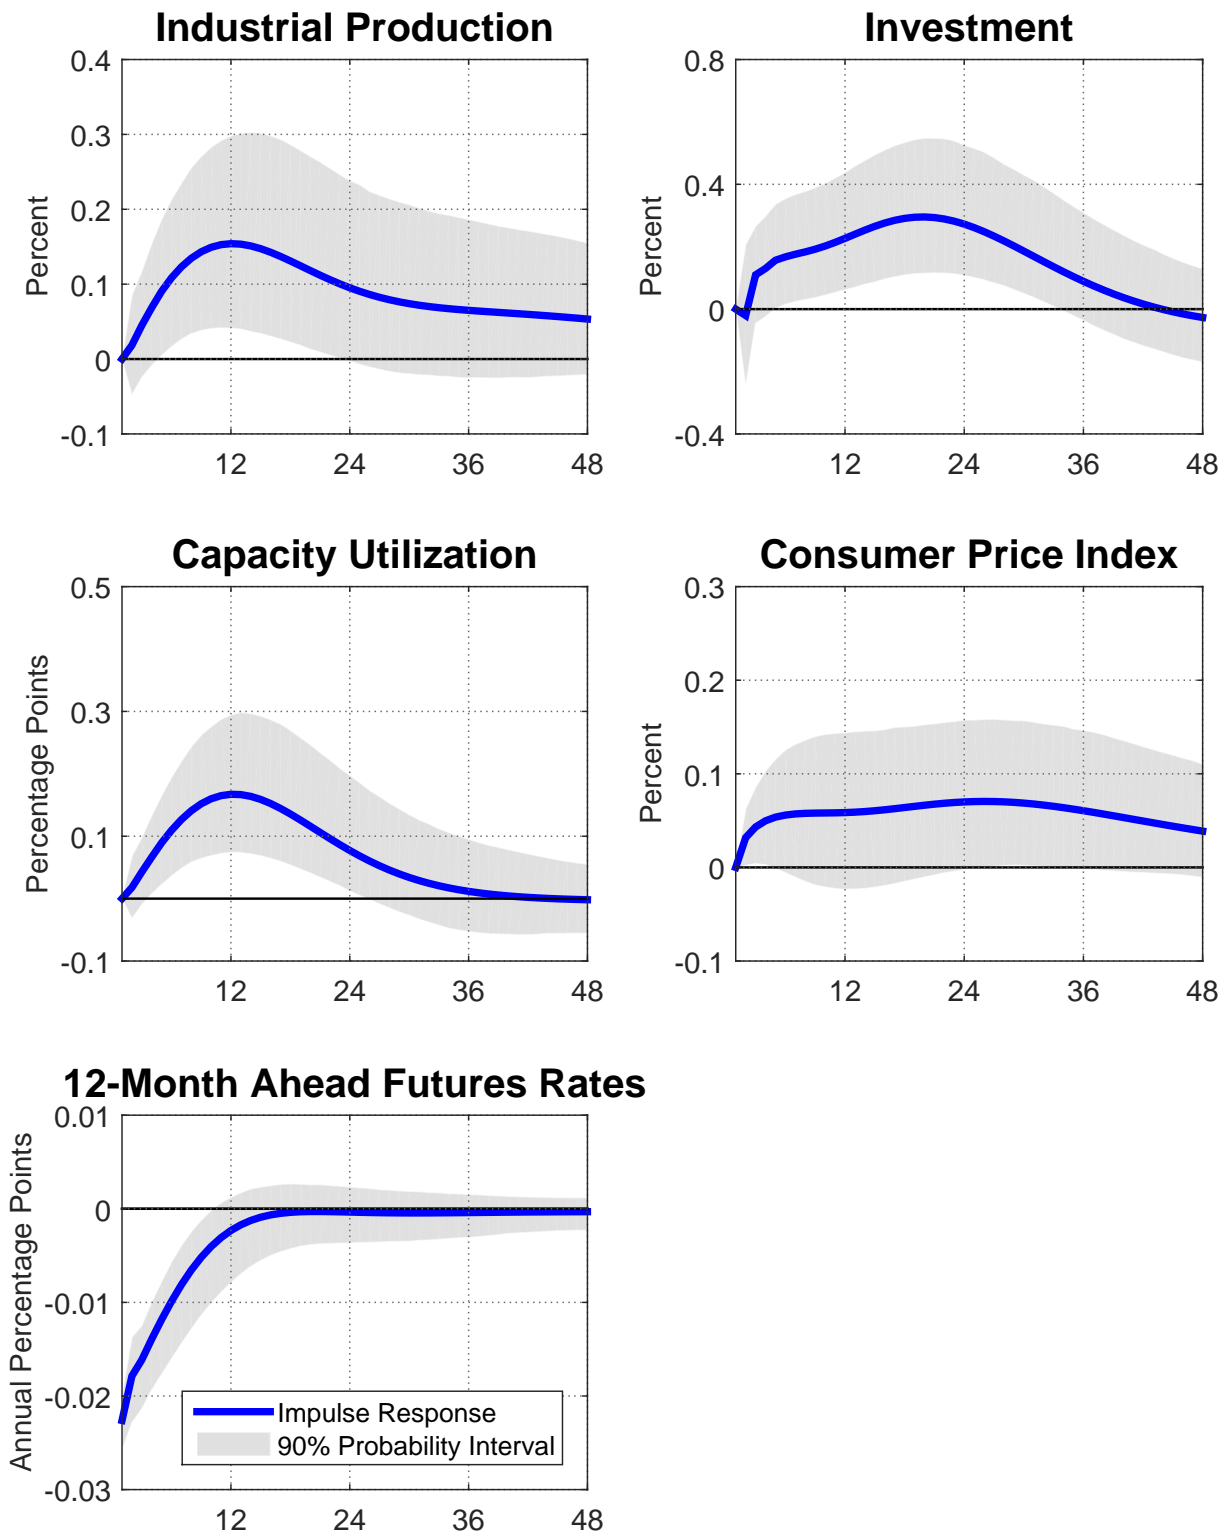 Industrial Production
Percent
0.4
0.3
0.2
0.1
0
-0.1
12 24 36 48
Investment
Percent
0.8
0.4
0
-0.4
12 24 36 48
Capacity Utilization
Percentage Points
0.5
0.3
0.1
-0.1
12 24 36 48
Consumer Price Index
Percent
0.3
0.2
0.1
0
-0.1
12 24 36 48
12-Month Ahead Futures Rates
Annual Percentage Points
0.01
0
-0.01
-0.02
-0.03
12 24 36 48
Impulse Response
90% Probability Interval